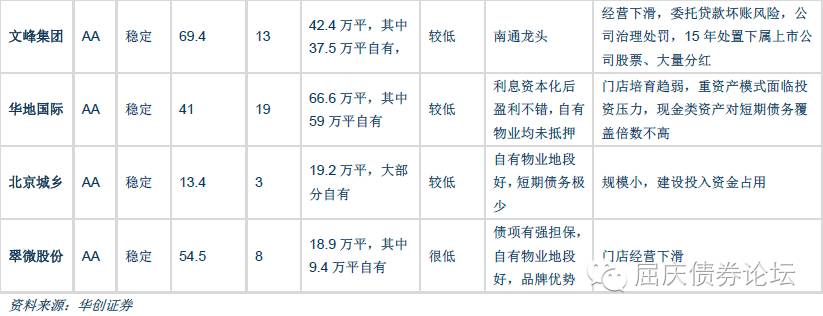 经营下滑，委托贷款坏账风险，公
文峰集团 AA 稳定 69.4 13 42.4 万平，其中 较低 南通龙头 司治理处罚，15 年处置下属上市
37.5 万平自有，
公司股票、大量分红
华地国际 AA 稳定 41 19 66.6 万平，其中
59 万平自有
较低
利息资本化后
盈利不错，自有
物业均未抵押
门店培育趋弱，重资产模式面临投
资压力，现金类资产对短期债务覆
盖倍数不高
北京城乡 AA 稳定 13.4 3 19.2 万平，大部
分自有
较低
自有物业地段
好，短期债务极
少
规模小，建设投入资金占用
翠微股份 AA 稳定 54.5 8 18.9 万平，其中
9.4 万平自有
很低
债项有强担保，
自有物业地段
好，品牌优势
门店经营下滑
屈庆债券论坛
资料来源：华创证券